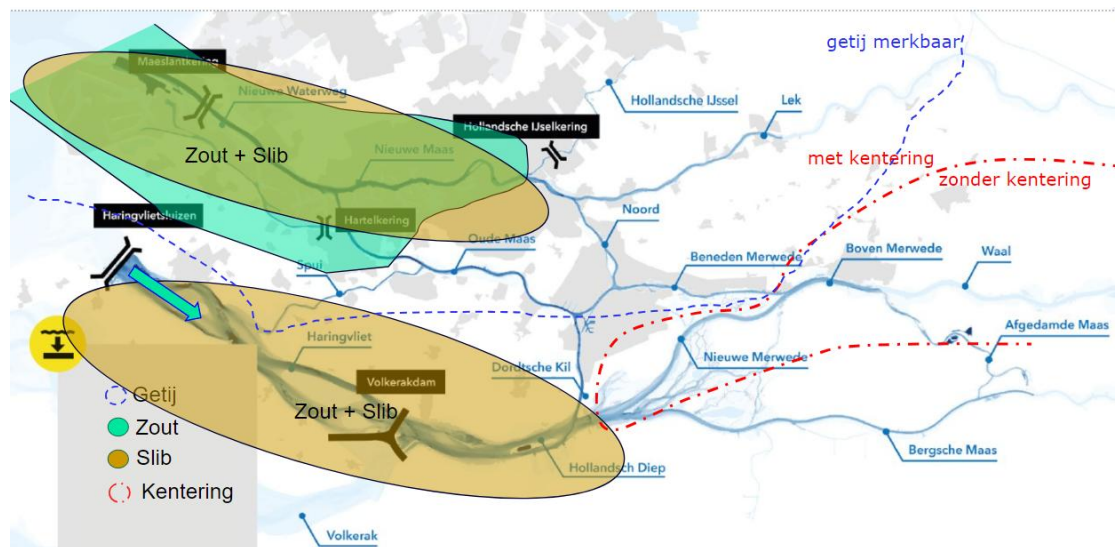 getij merkbaar
Maeslantkering
Nieuwe Waterweg
Hollandsche IJssel
Lek
Hollandsche IJselkering
Zout + Slib
Nieuwe Maas
met kentering
zonder kentering
Haringvlietsluizen
Hartelkering
Noord
Oude Maas
Beneden Merwede
Boven Merwede
Waal
Spui
Afgedamde Maas
Haringvliet
Nieuwe Merwede
Dordtsche Kil
Volkerakdam
Getij
Zout + Slib
Zout
Slib
Bergsche Maas
Hollandsch Diep
Kentering
Volkerak